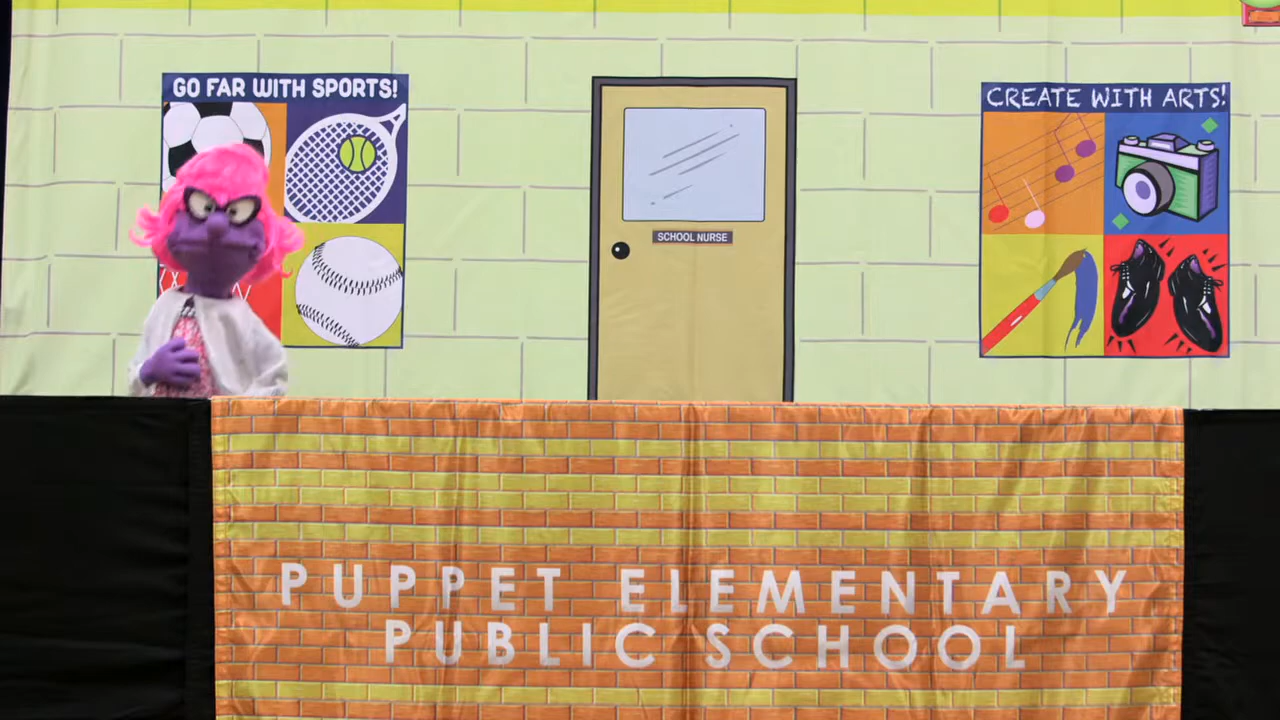 GO FAR WITH SPORTS!
CREATE WITH ARTS!
SCHOOL NURSE
PUPPET ELEMENTARY
PUBLIC SCHOOL